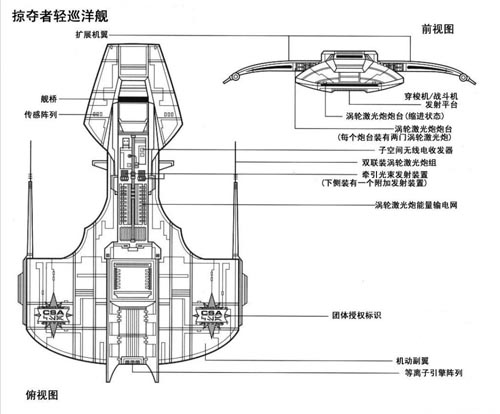 掠夺者轻巡洋舰
前视图
扩展机翼
舰桥
传感阵列
穿梭机/战斗机
发射平台
涡轮激光炮炮台(缩进状态)
涡轮激光炮炮台
(每个炮台装有两门涡轮激光炮)
子空间无线电收发器
双联装涡轮激光炮组
牵引光束发射装置
(下侧装有一个附加发射装置)
涡轮激光炮能量输电网
CSA
CSA
团体授权标识
机动副翼
等离子引擎阵列
俯视图